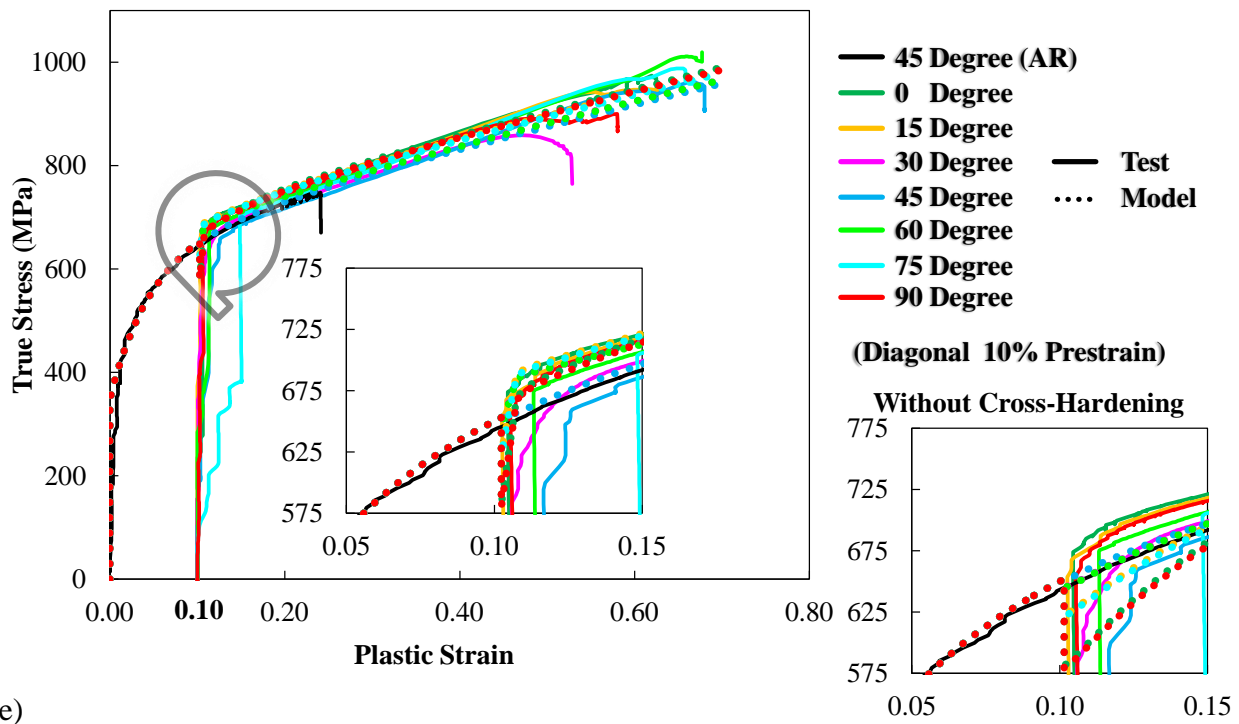 True Stress (MPa)
1000
800
600
400
200
0
0.00
0.10
0.20
0.40
0.60
0.80
Plastic Strain
775
725
675
625
575
0.05
0.10
0.15
45 Degree (AR)
0 Degree
15 Degree
30 Degree
45 Degree
60 Degree
75 Degree
90 Degree
Test
Model
(Diagonal 10% Prestrain)
Without Cross-Hardening
775
725
675
625
575
0.05
0.10
0.15
e)